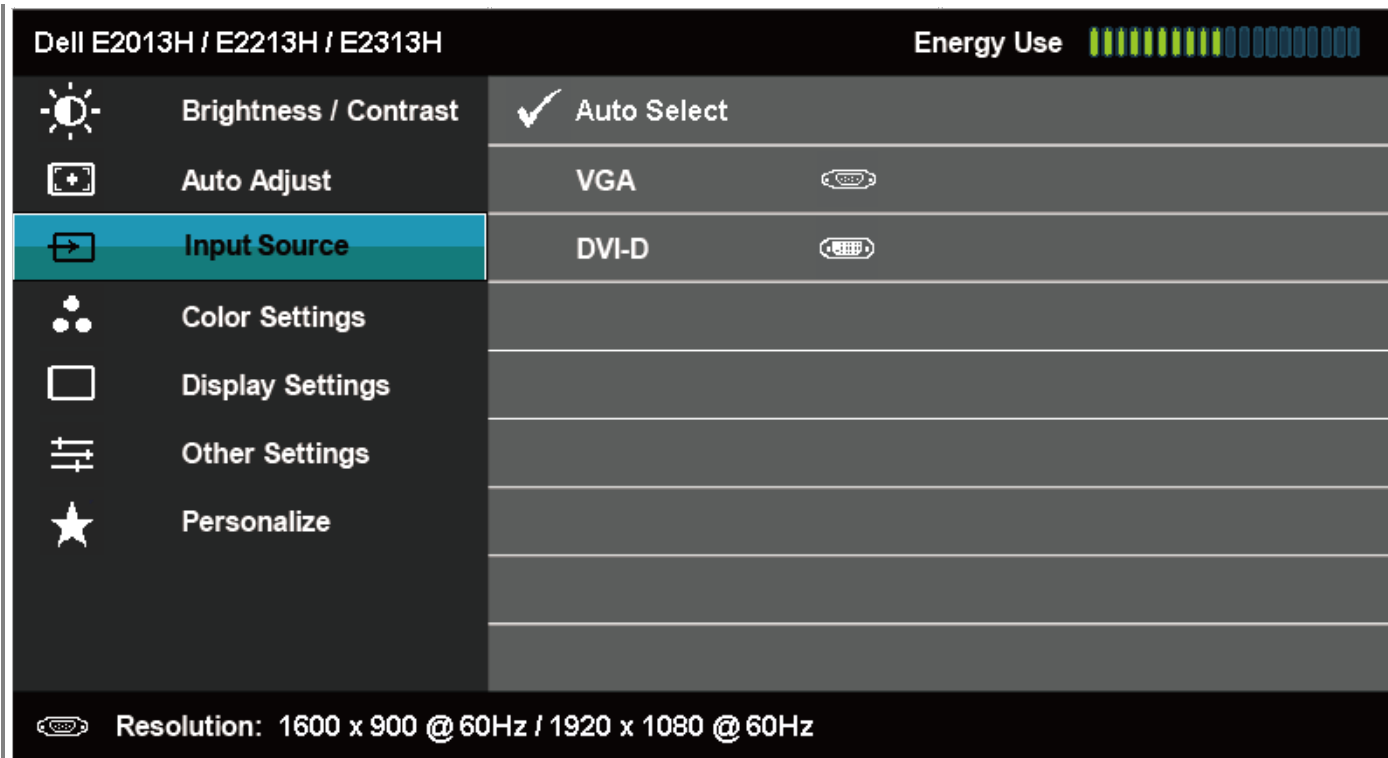 Dell E2013H / E2213H / E2313H Energy Use
Brightness / Contrast
Auto Adjust
Input Source
Color Settings
Display Settings
Other Settings
Personalize
Auto Select
VGA
DVI-D
Resolution: 1600 x 900 @ 60Hz / 1920 x 1080 @ 60Hz